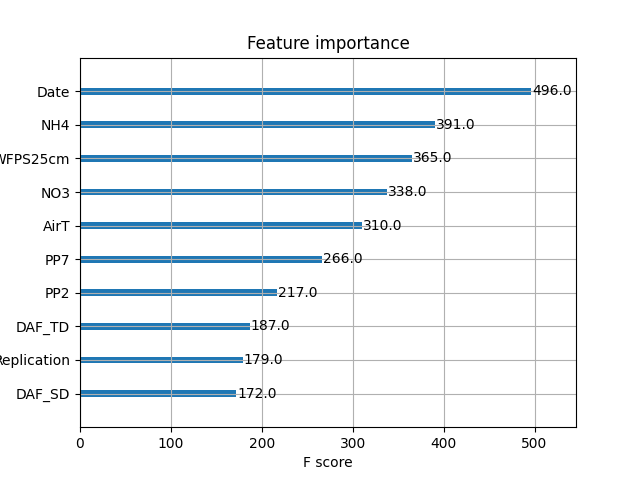 Feature importance
Date 496.0
NH4 391.0
WFPS25cm 365.0
NO3 338.0
AirT 310.0
PP7 266.0
PP2 217.0
DAF_TD 187.0
Replication 179.0
DAF_SD 172.0
0 100 200 300 400 500
F score